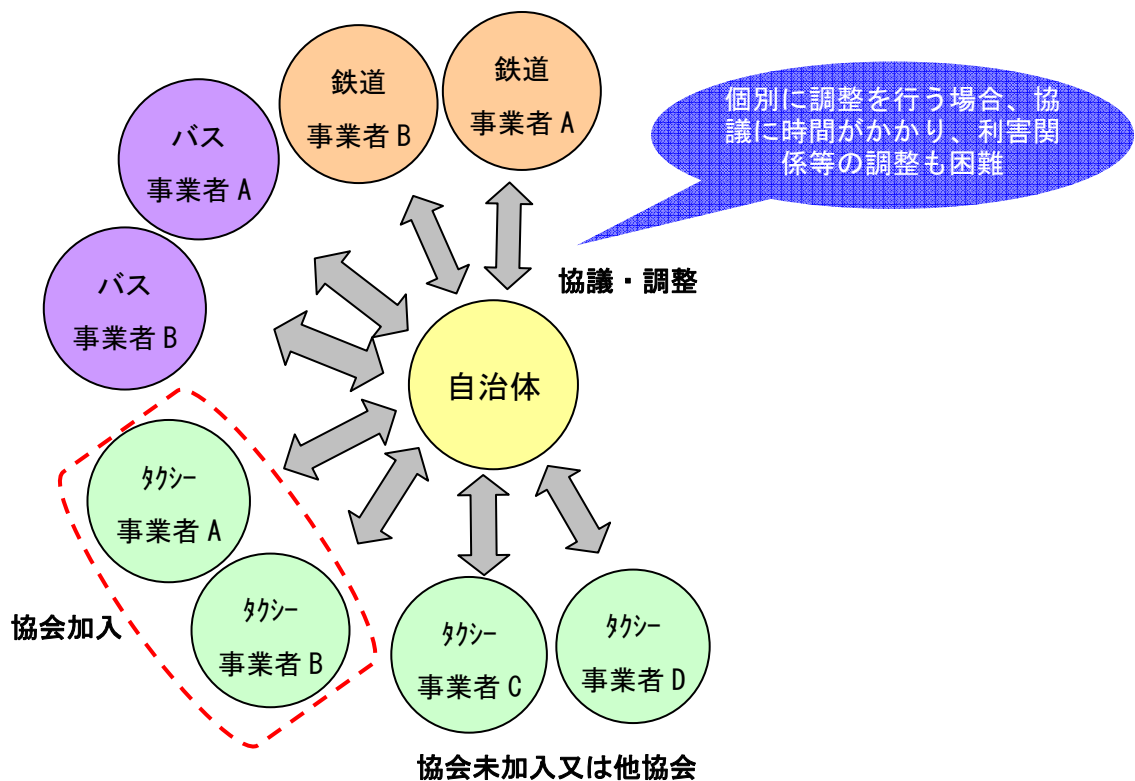 鉄道
事業者 B
鉄道
事業者 A
個別に調整を行う場合、協
議に時間がかかり、利害関
係等の調整も困難
バス
事業者 A
バス
事業者 B
協議・調整
自治体
ﾀｸｼｰ
事業者 A
ﾀｸｼｰ
事業者 B
協会加入
ﾀｸｼｰ
事業者 C
ﾀｸｼｰ
事業者 D
協会未加入又は他協会